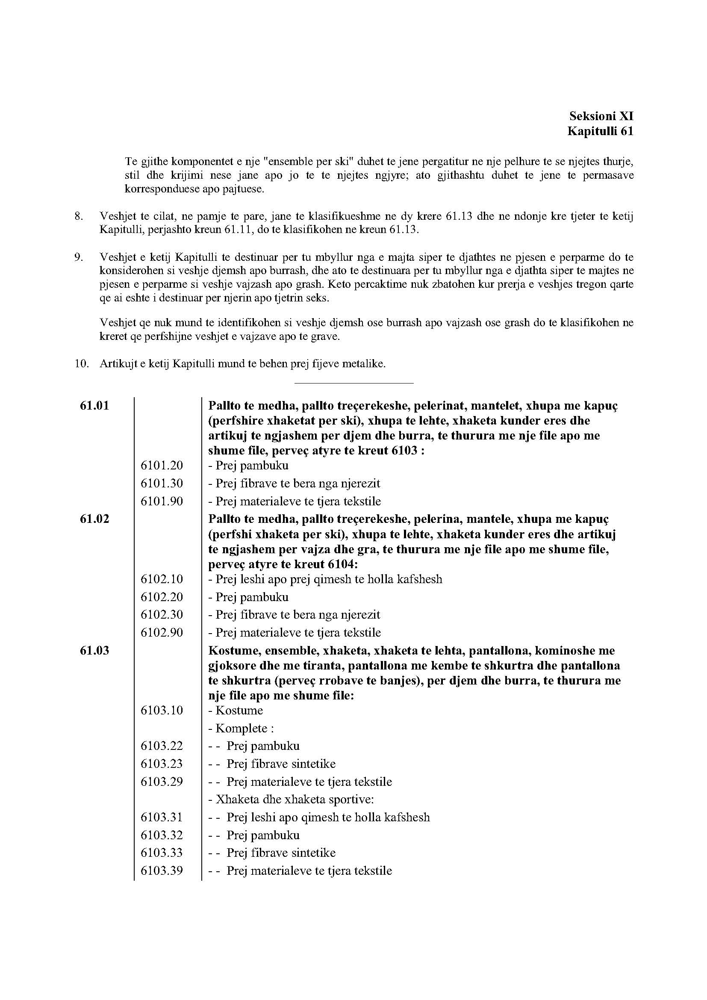 Seksioni XI
Kapitulli 61
Te gjithe komponentet e nje "ensemble per ski" duhet te jene pergatitur ne nje pelhure te se njejtes thurje,
stil dhe krijimi nese jane apo jo te te njejtes ngjyre; ato gjithashtu duhet te jene te permasave
korresponduese apo pajtuese.
8. Veshjet te cilat, ne pamje te pare, jane te klasifikueshme ne dy krere 61.13 dhe ne ndonje kre tjeter te ketij
Kapitulli, perjashto kreun 61.11, do te klasifikohen ne kreun 61.13.
9. Veshjet e ketij Kapitulli te destinuar per tu mbyllur nga e majta siper te djathtes ne pjesen e perparme do te
konsiderohen si veshje djemsh apo burrash, dhe ato te destinuara per tu mbyllur nga e djathta siper te majtes ne
pjesen e perparme si veshje vajzash apo grash. Keto percaktime nuk zbatohen kur prerja e veshjes tregon qarte
qe ai eshte i destinuar per njerin apo tjetrin seks.
Veshjet qe nuk mund te identifikohen si veshje djemsh ose burrash apo vajzash ose grash do te klasifikohen ne
kreret qe perfshijne veshjet e vajzave apo te grave.
10. Artikujt e ketij Kapitulli mund te behen prej fijeve metalike.
61.01 Pallto te medha, pallto treçerekeshe, pelerinat, mantelet, xhupa me kapuç
(perfshire xhaketat per ski), xhupa te lehte, xhaketa kunder eres dhe
artikuj te ngjashem per djem dhe burra, te thurura me nje file apo me
shume file, perveç atyre te kreut 6103 :
6101.20 - Prej pambuku
6101.30 - Prej fibrave te bera nga njerezit
6101.90 - Prej materialeve te tjera tekstile
61.02 Pallto te medha, pallto treçerekeshe, pelerina, mantele, xhupa me kapuç
(perfshi xhaketa per ski), xhupa te lehte, xhaketa kunder eres dhe artikuj
te ngjashem per vajza dhe gra, te thurura me nje file apo me shume file,
perveç atyre te kreut 6104:
6102.10 - Prej leshi apo prej qimesh te holla kafshesh
6102.20 - Prej pambuku
6102.30 - Prej fibrave te bera nga njerezit
6102.90 - Prej materialeve te tjera tekstile
61.03 Kostume, ensemble, xhaketa, xhaketa te lehta, pantallona, kominoshe me
gjoksore dhe me tiranta, pantallona me kembe te shkurtra dhe pantallona
te shkurtra (perveç rrobave te banjes), per djem dhe burra, te thurura me
nje file apo me shume file:
6103.10 - Kostume
- Komplete :
6103.22 - - Prej pambuku
6103.23 - - Prej fibrave sintetike
6103.29 - - Prej materialeve te tjera tekstile
- Xhaketa dhe xhaketa sportive:
6103.31 - - Prej leshi apo qimesh te holla kafshesh
6103.32 - - Prej pambuku
6103.33 - - Prej fibrave sintetike
6103.39 - - Prej materialeve te tjera tekstile